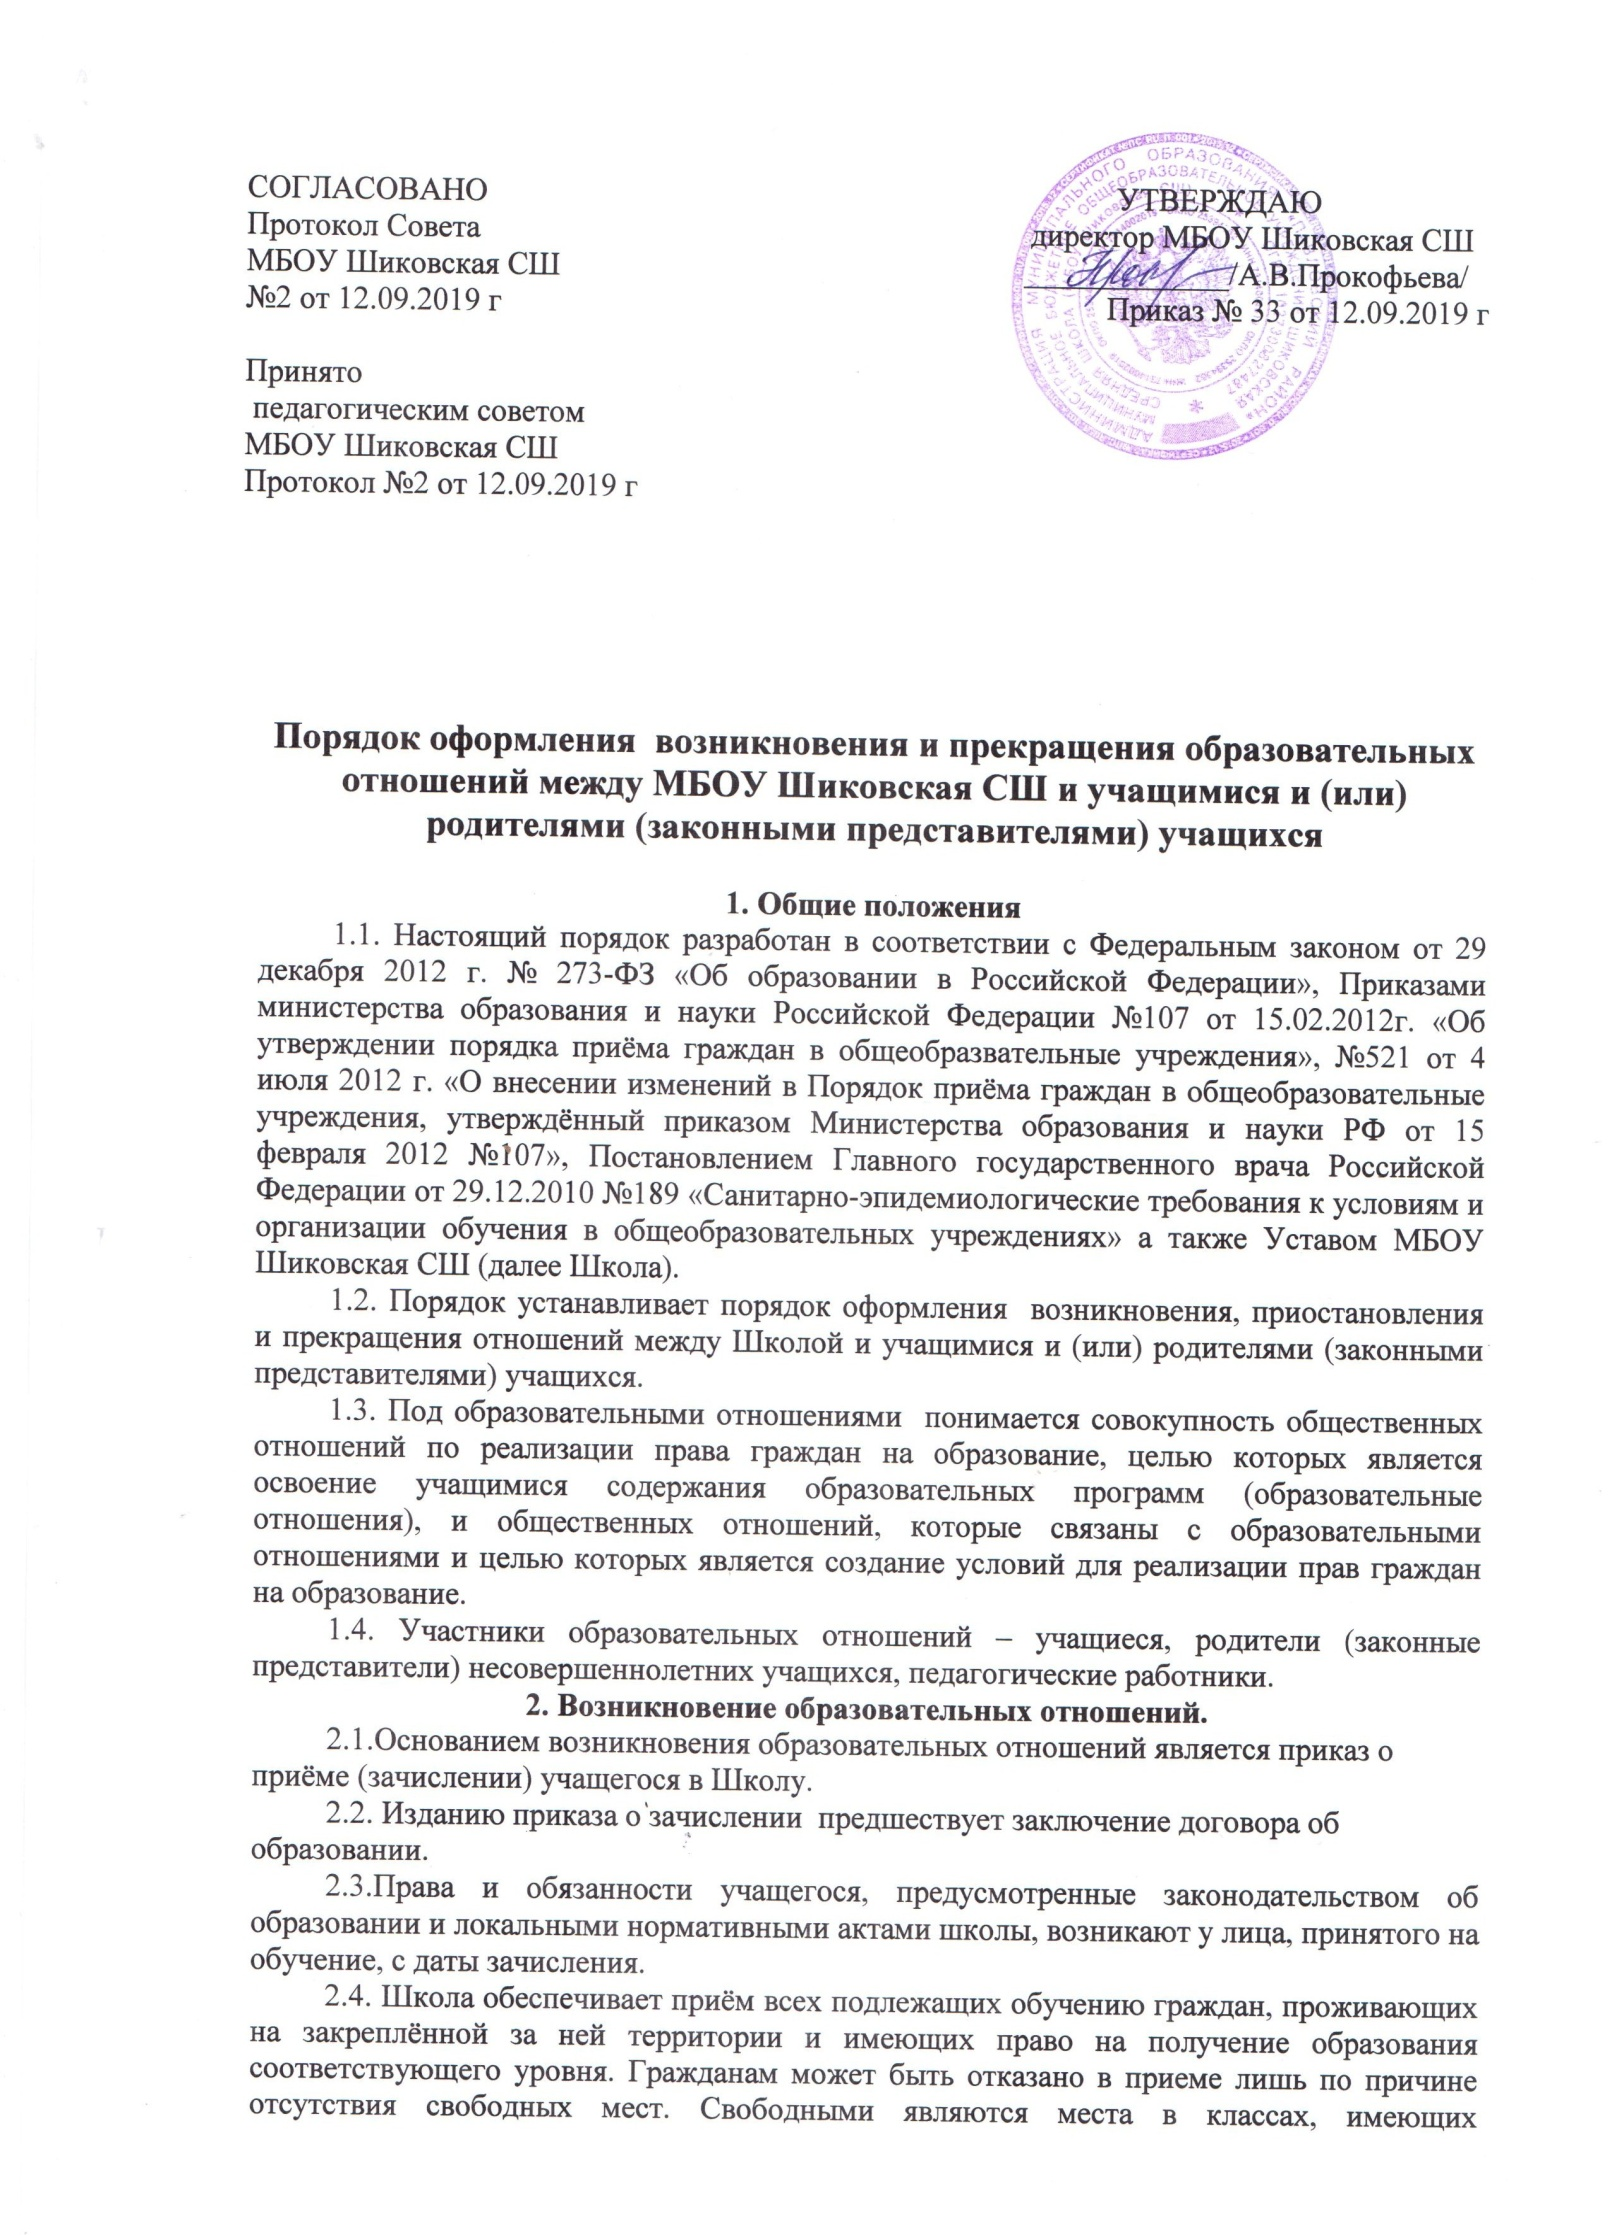 СОГЛАСОВАНО
Протокол Совета
МБОУ Шиковская СШ
№2 от 12.09.2019 г
УТВЕРЖДАЮ
директор МБОУ Шиковская СШ
/А.В.Прокофьева/
Приказ № 33 от 12.09.2019 г
Принято
педагогическим советом
МБОУ Шиковская СШ
Протокол №2 от 12.09.2019 г
Порядок оформления возникновения и прекращения образовательных
отношений между МБОУ Шиковская СШ и учащимися и (или)
родителями (законными представителями) учащихся
1. Общие положения
1.1. Настоящий порядок разработан в соответствии с Федеральным законом от 29
декабря 2012 г. № 273-ФЗ «Об образовании в Российской Федерации», Приказами
министерства образования и науки Российской Федерации №107 от 15.02.2012г. «Об
утверждении порядка приёма граждан в общеобразвательные учреждения», №521 от 4
июля 2012 г. «О внесении изменений в Порядок приёма граждан в общеобразовательные
учреждения, утверждённый приказом Министерства образования и науки РФ от 15
февраля 2012 №107», Постановлением Главного государственного врача Российской
Федерации от 29.12.2010 №189 «Санитарно-эпидемиологические требования к условиям и
организации обучения в общеобразовательных учреждениях» а также Уставом МБОУ
Шиковская СШ (далее Школа).
1.2. Порядок устанавливает порядок оформления возникновения, приостановления
и прекращения отношений между Школой и учащимися и (или) родителями (законными
представителями) учащихся.
1.3. Под образовательными отношениями понимается совокупность общественных
отношений по реализации права граждан на образование, целью которых является
освоение учащимися содержания образовательных программ (образовательные
отношения), и общественных отношений, которые связаны с образовательными
отношениями и целью которых является создание условий для реализации прав граждан
на образование.
1.4. Участники образовательных отношений – учащиеся, родители (законные
представители) несовершеннолетних учащихся, педагогические работники.
2. Возникновение образовательных отношений.
2.1.Основанием возникновения образовательных отношений является приказ о
приёме (зачислении) учащегося в Школу.
2.2. Изданию приказа о зачислении предшествует заключение договора об
образовании.
2.3.Права и обязанности учащегося, предусмотренные законодательством об
образовании и локальными нормативными актами школы, возникают у лица, принятого на
обучение, с даты зачисления.
2.4. Школа обеспечивает приём всех подлежащих обучению граждан, проживающих
на закреплённой за ней территории и имеющих право на получение образования
соответствующего уровня. Гражданам может быть отказано в приеме лишь по причине
отсутствия свободных мест. Свободными являются места в классах, имеющих